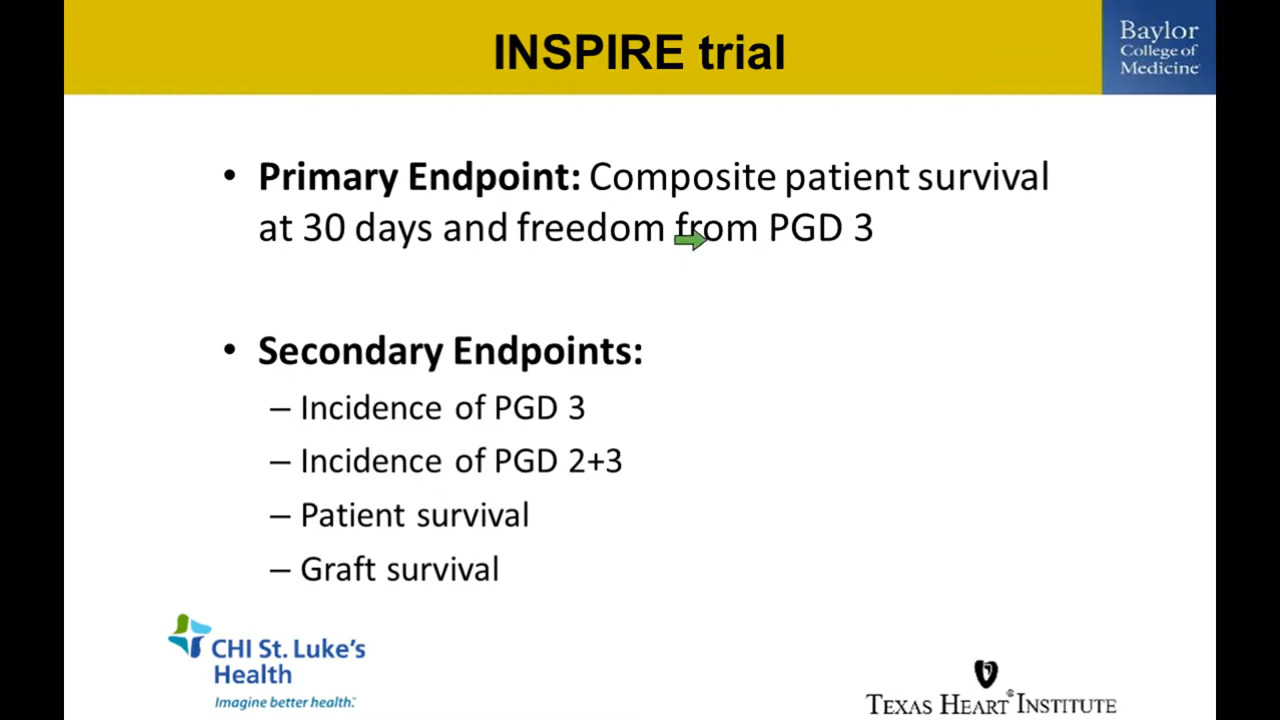 INSPIRE trial
Baylor
College of
Medicine
• Primary Endpoint: Composite patient survival
at 30 days and freedom from PGD 3
• Secondary Endpoints:
– Incidence of PGD 3
– Incidence of PGD 2+3
– Patient survival
– Graft survival
CHI St. Luke's
Health
Imagine better health.™
TEXAS HEART® INSTITUTE